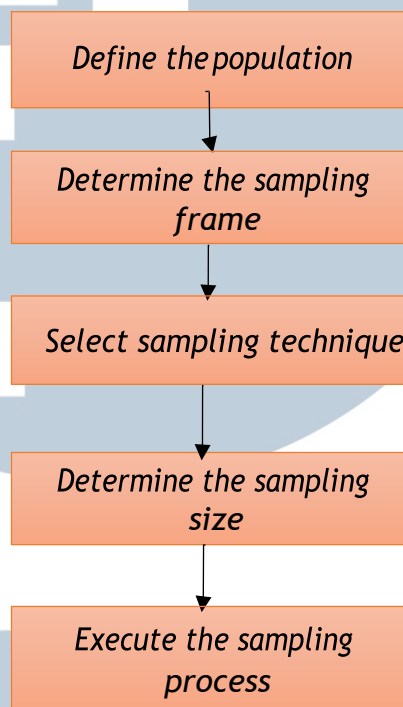 Define the population
Determine the sampling
frame
Select sampling technique
Determine the sampling
size
Execute the sampling
process